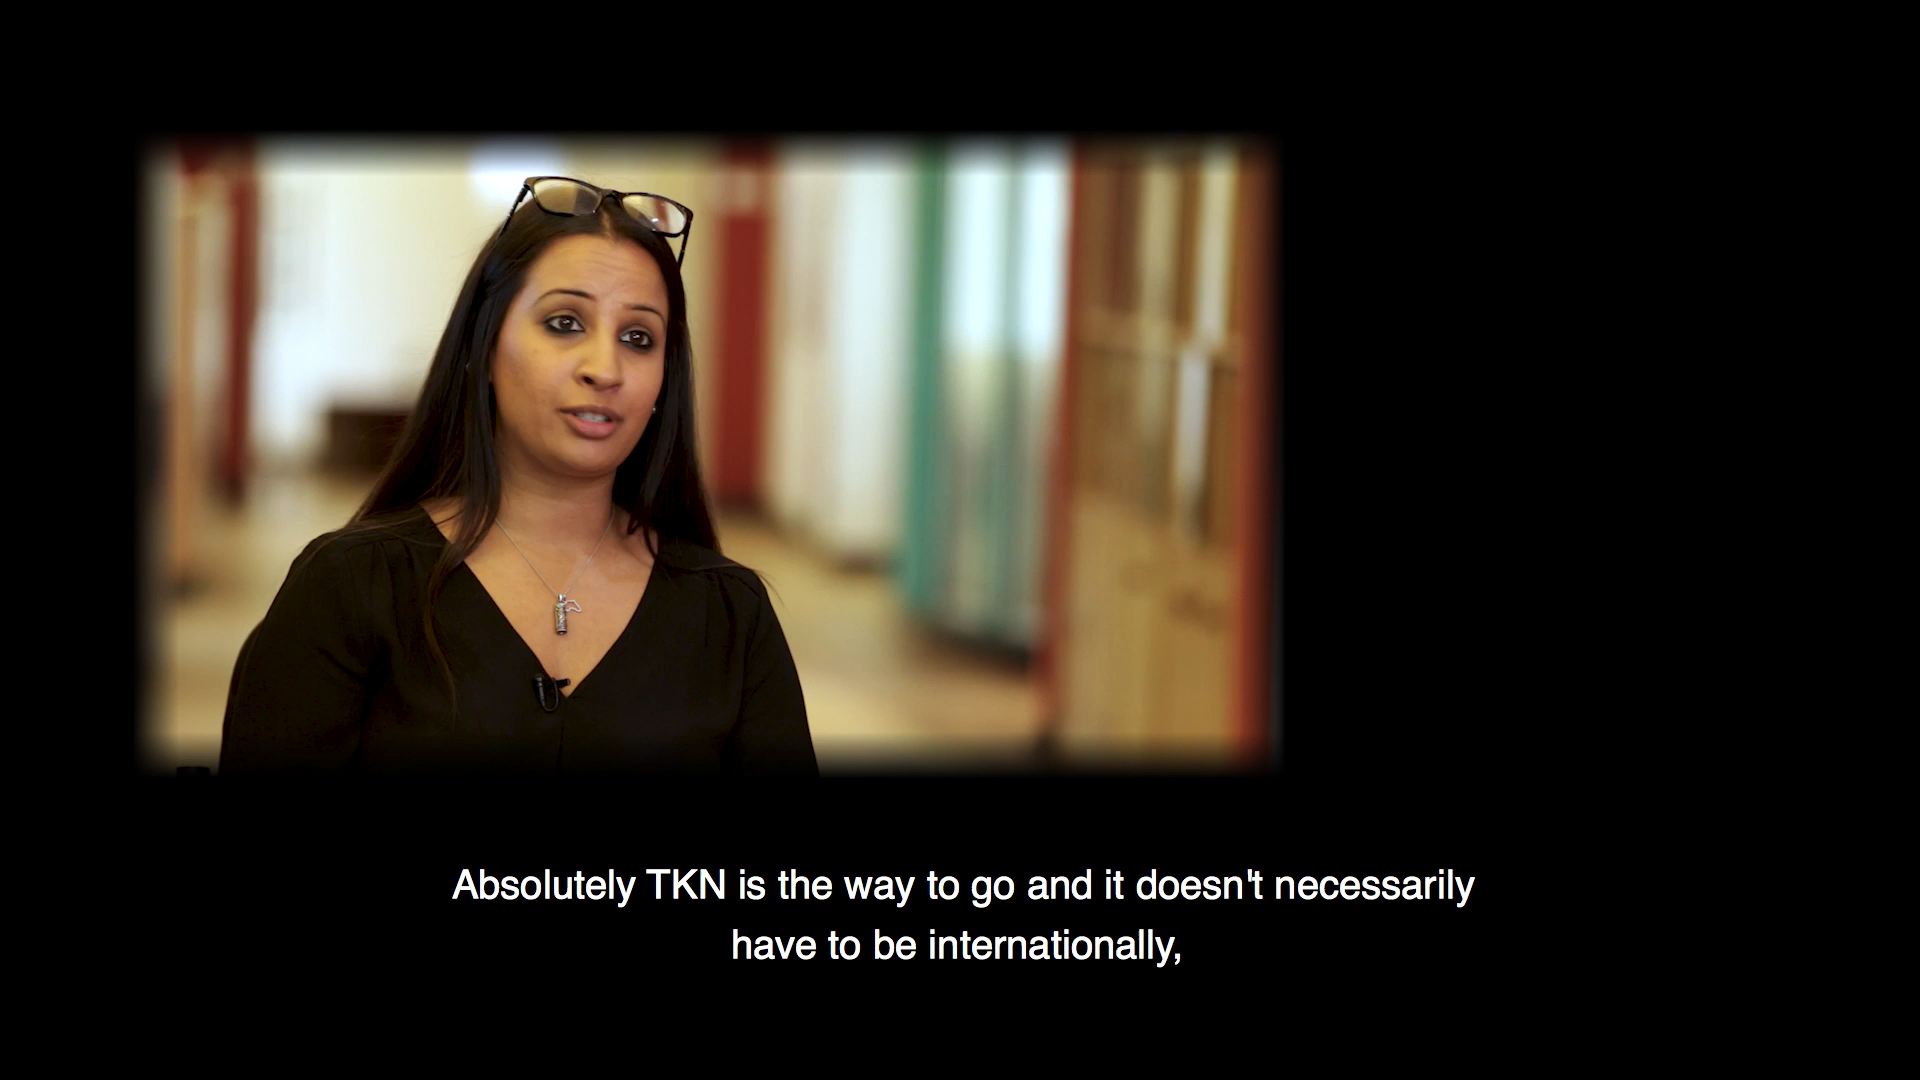 Absolutely TKN is the way to go and it doesn't necessarily
have to be internationally,